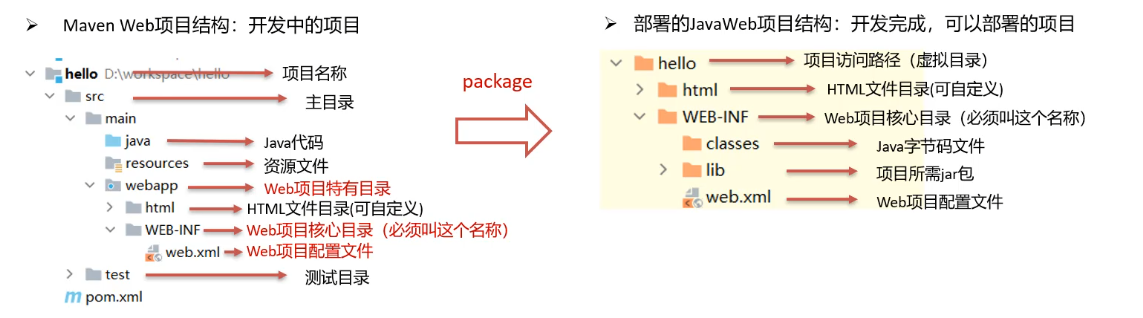 Maven Web项目结构：开发中的项目
hello D:\workspace\hello 项目名称
src 主目录
main
java Java代码
resources 资源文件
webapp Web项目特有目录
html HTML文件目录(可自定义)
WEB-INF Web项目核心目录（必须叫这个名称）
web.xml Web项目配置文件
test 测试目录
pom.xml
package
部署的JavaWeb项目结构：开发完成，可以部署的项目
hello 项目访问路径（虚拟目录）
html HTML文件目录(可自定义)
WEB-INF Web项目核心目录（必须叫这个名称）
classes Java字节码文件
lib 项目所需jar包
web.xml Web项目配置文件